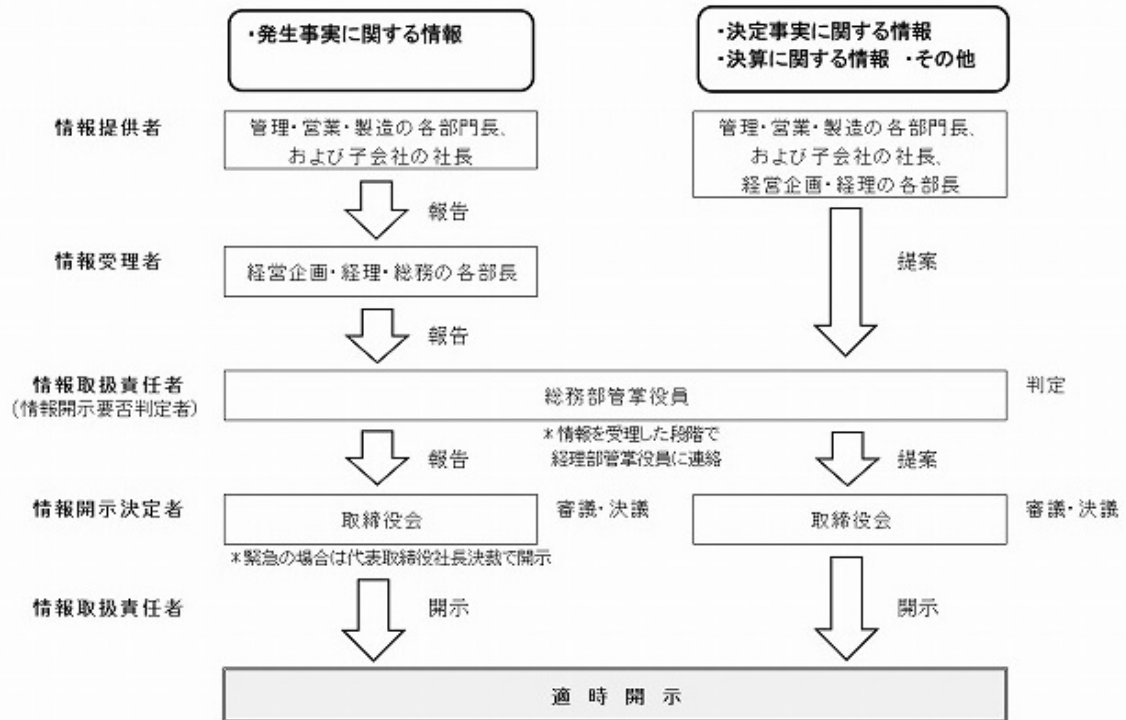 ・発生事実に関する情報
・決定事実に関する情報
・決算に関する情報 ・その他
情報提供者
管理・営業・製造の各部門長、
および子会社の社長
管理・営業・製造の各部門長、
および子会社の社長、
経営企画・経理の各部長
報告
情報受理者
経営企画・経理・総務の各部長
提案
報告
情報取扱責任者
(情報開示要否判定者)
総務部管掌役員
判定
報告
*情報を受理した段階で
経理部管掌役員に連絡
提案
情報開示決定者
取締役会
審議・決議
取締役会
審議・決議
*緊急の場合は代表取締役社長決裁で開示
情報取扱責任者
開示
開示
適 時 開 示